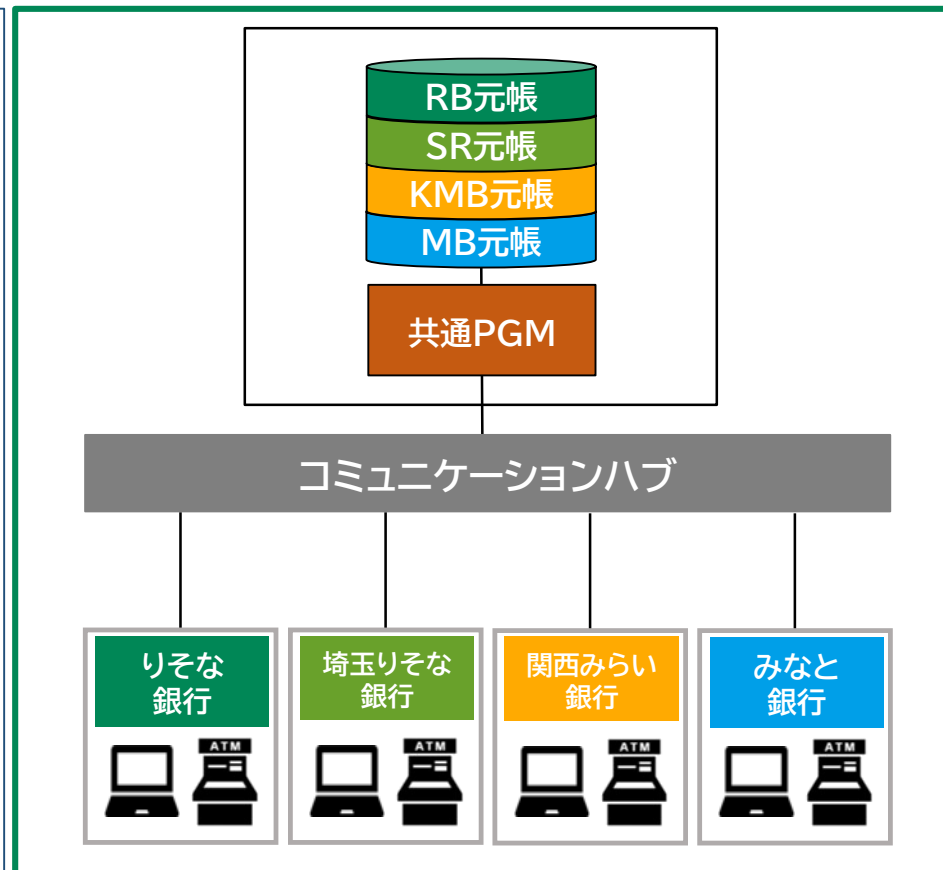 RB元帳
SR元帳
KMB元帳
MB元帳
共通PGM
コミュニケーションハブ
りそな
銀行
埼玉りそな
銀行
関西みらい
銀行
みなと
銀行
ATM
ATM
ATM
ATM